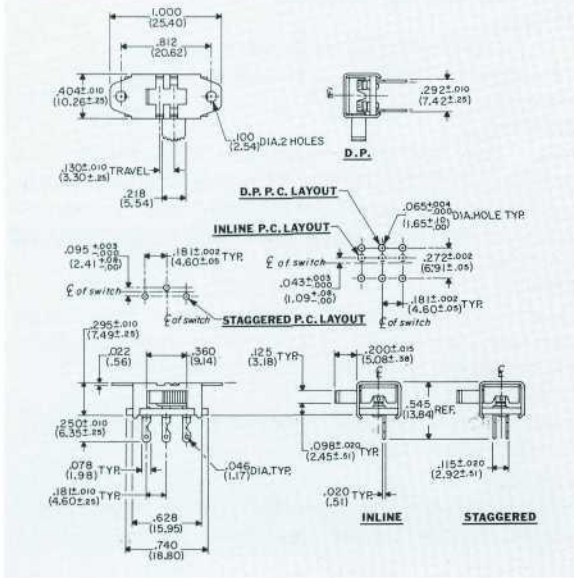 1.000
(25.40)
.812
(20.62)
.404±.010
(10.26±.25)
.292±.010
(7.42±.25)
.100
(2.54) DIA.2 HOLES
D.P.
.130±.010 TRAVEL
(3.30±.25)
.218
(5.54)
D.P. P.C. LAYOUT
.065+.004 -.000 DIA.HOLE TYP.
(1.65+.10 -.00)
INLINE P.C. LAYOUT
.095+.003 -.000
(2.41+.08 -.00)
.181±.002 TYP.
(4.60±.05)
.272±.002
(6.91±.05)
℄ of switch
℄ of switch
.043+.003 -.000
(1.09+.08 -.00)
.181±.002 TYP.
(4.60±.05)
℄ of switch
STAGGERED P.C. LAYOUT
℄ of switch
.295±.010
(7.49±.25)
.022
(.56)
.360
(9.14)
.125 TYP.
(3.18)
.200±.015
(5.08±.38)
℄
℄
.545 REF.
(13.84)
.250±.010
(6.35±.25)
.098±.020
(2.45±.51)
.115±.020
(2.92±.51)
.078 TYP.
(1.98)
.046 DIA.TYP.
(1.17)
.181±.010 TYP.
(4.60±.25)
.020
(.51)
.628
(15.95)
INLINE
STAGGERED
.740
(18.80)